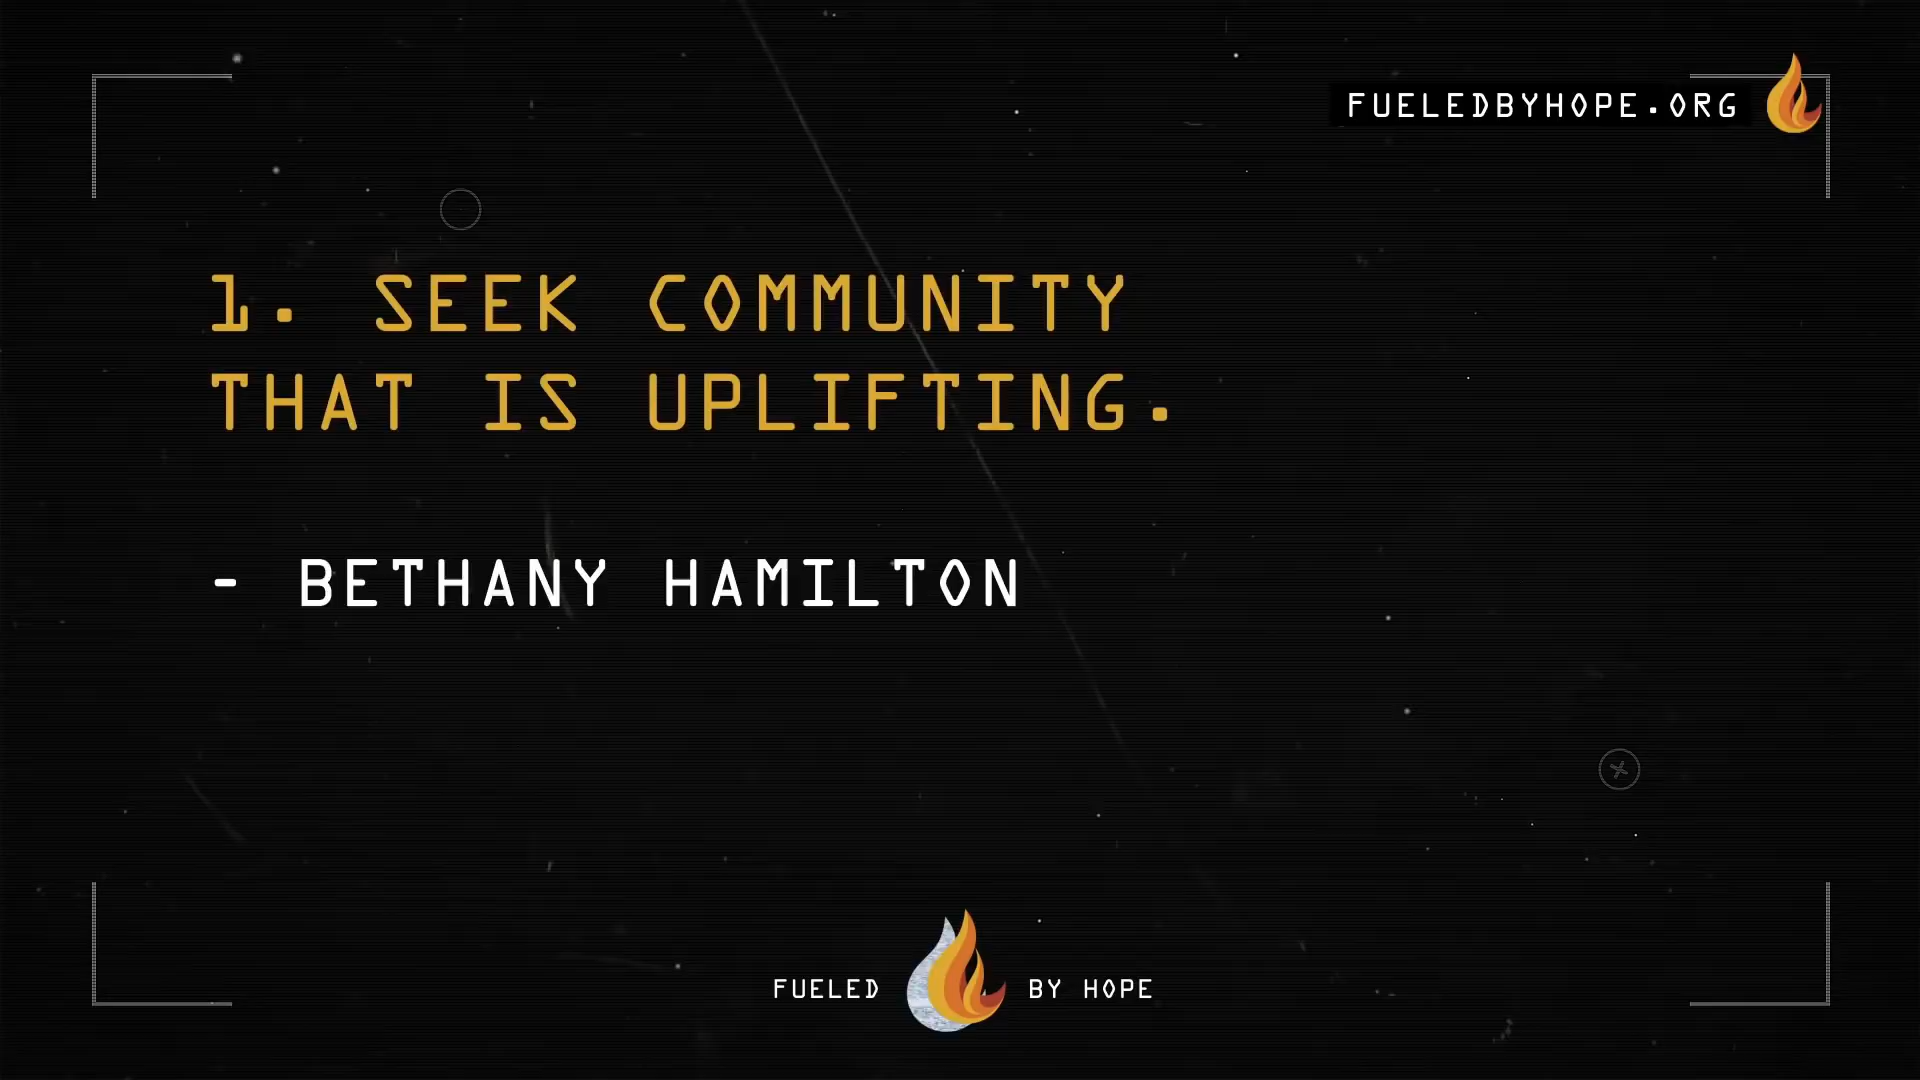 FUELEDBYHOPE.ORG
1. SEEK COMMUNITY
THAT IS UPLIFTING.
- BETHANY HAMILTON
FUELED BY HOPE